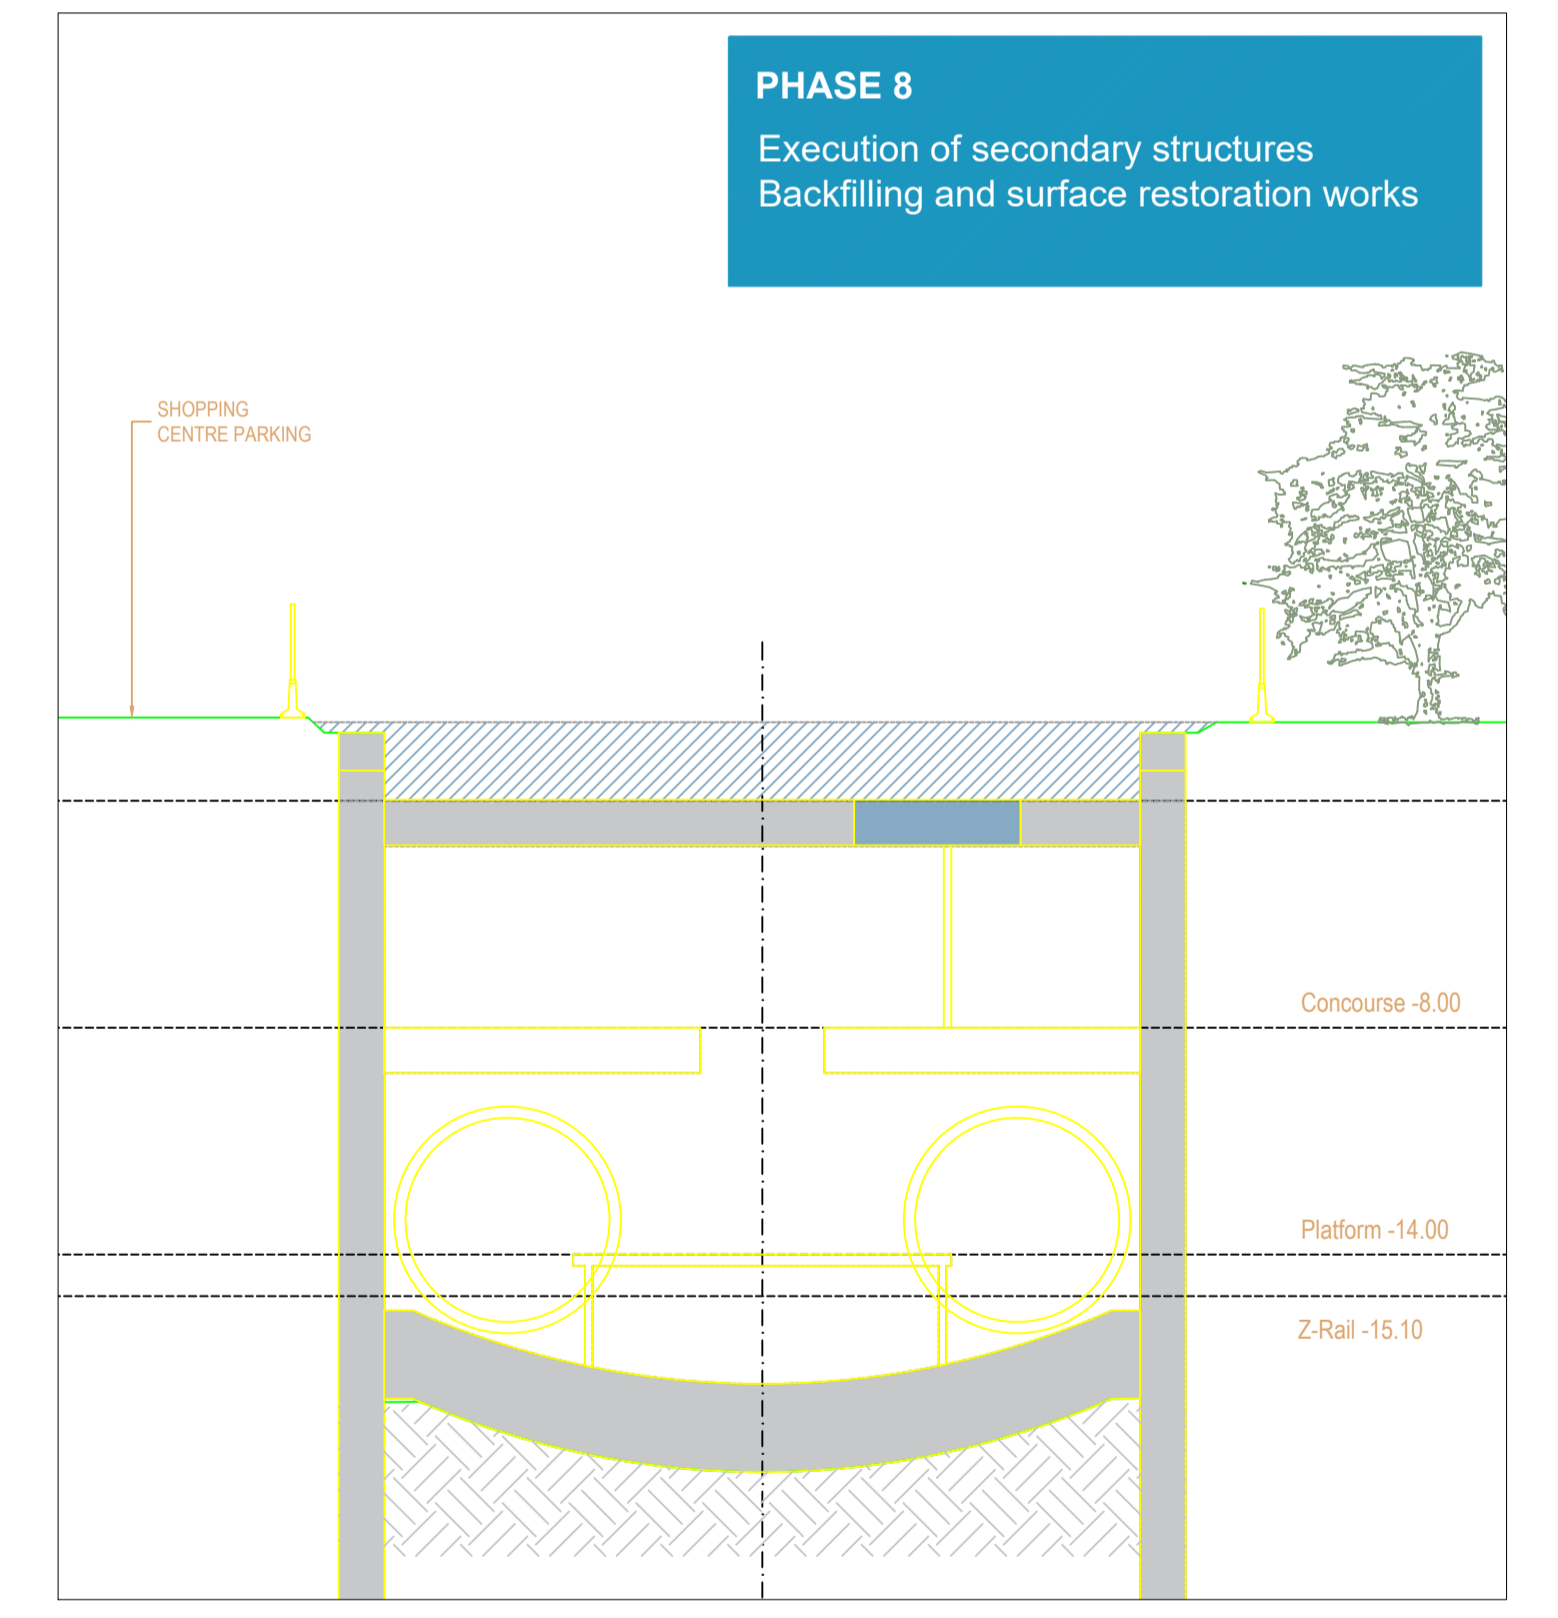 PHASE 8
Execution of secondary structures
Backfilling and surface restoration works
SHOPPING
CENTRE PARKING
Concourse -8.00
Platform -14.00
Z-Rail -15.10